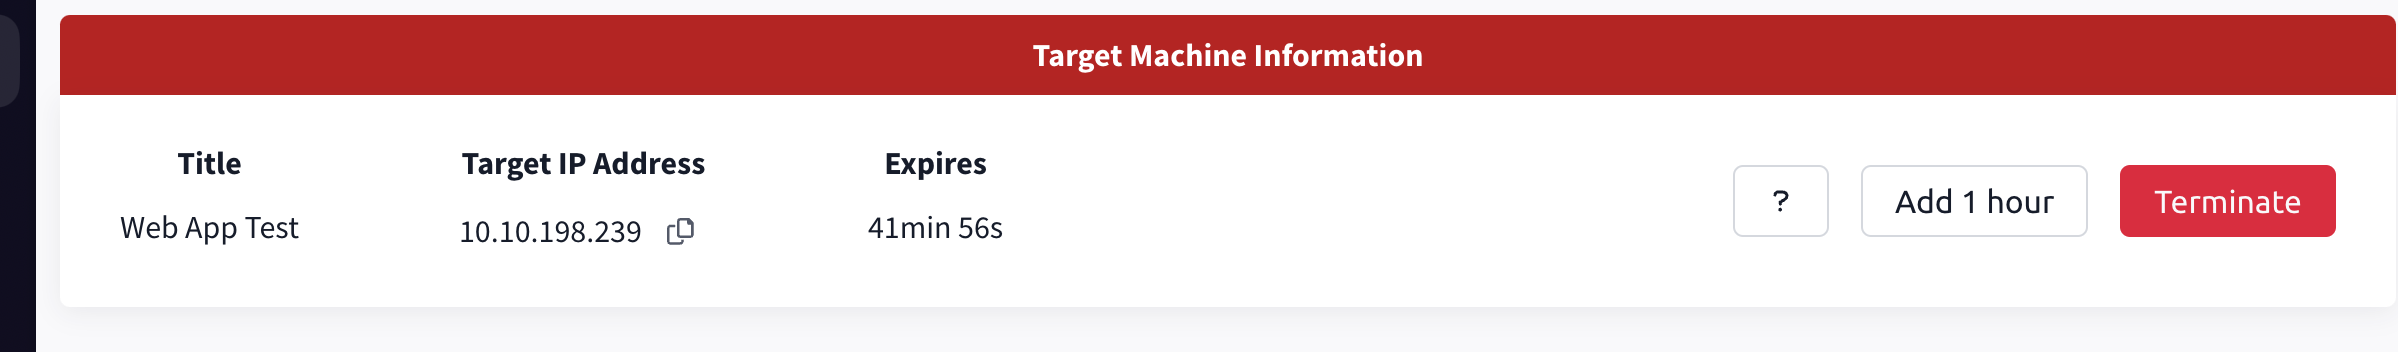 Target Machine Information
Title Target IP Address Expires
Web App Test 10.10.198.239 41min 56s
? Add 1 hour Terminate